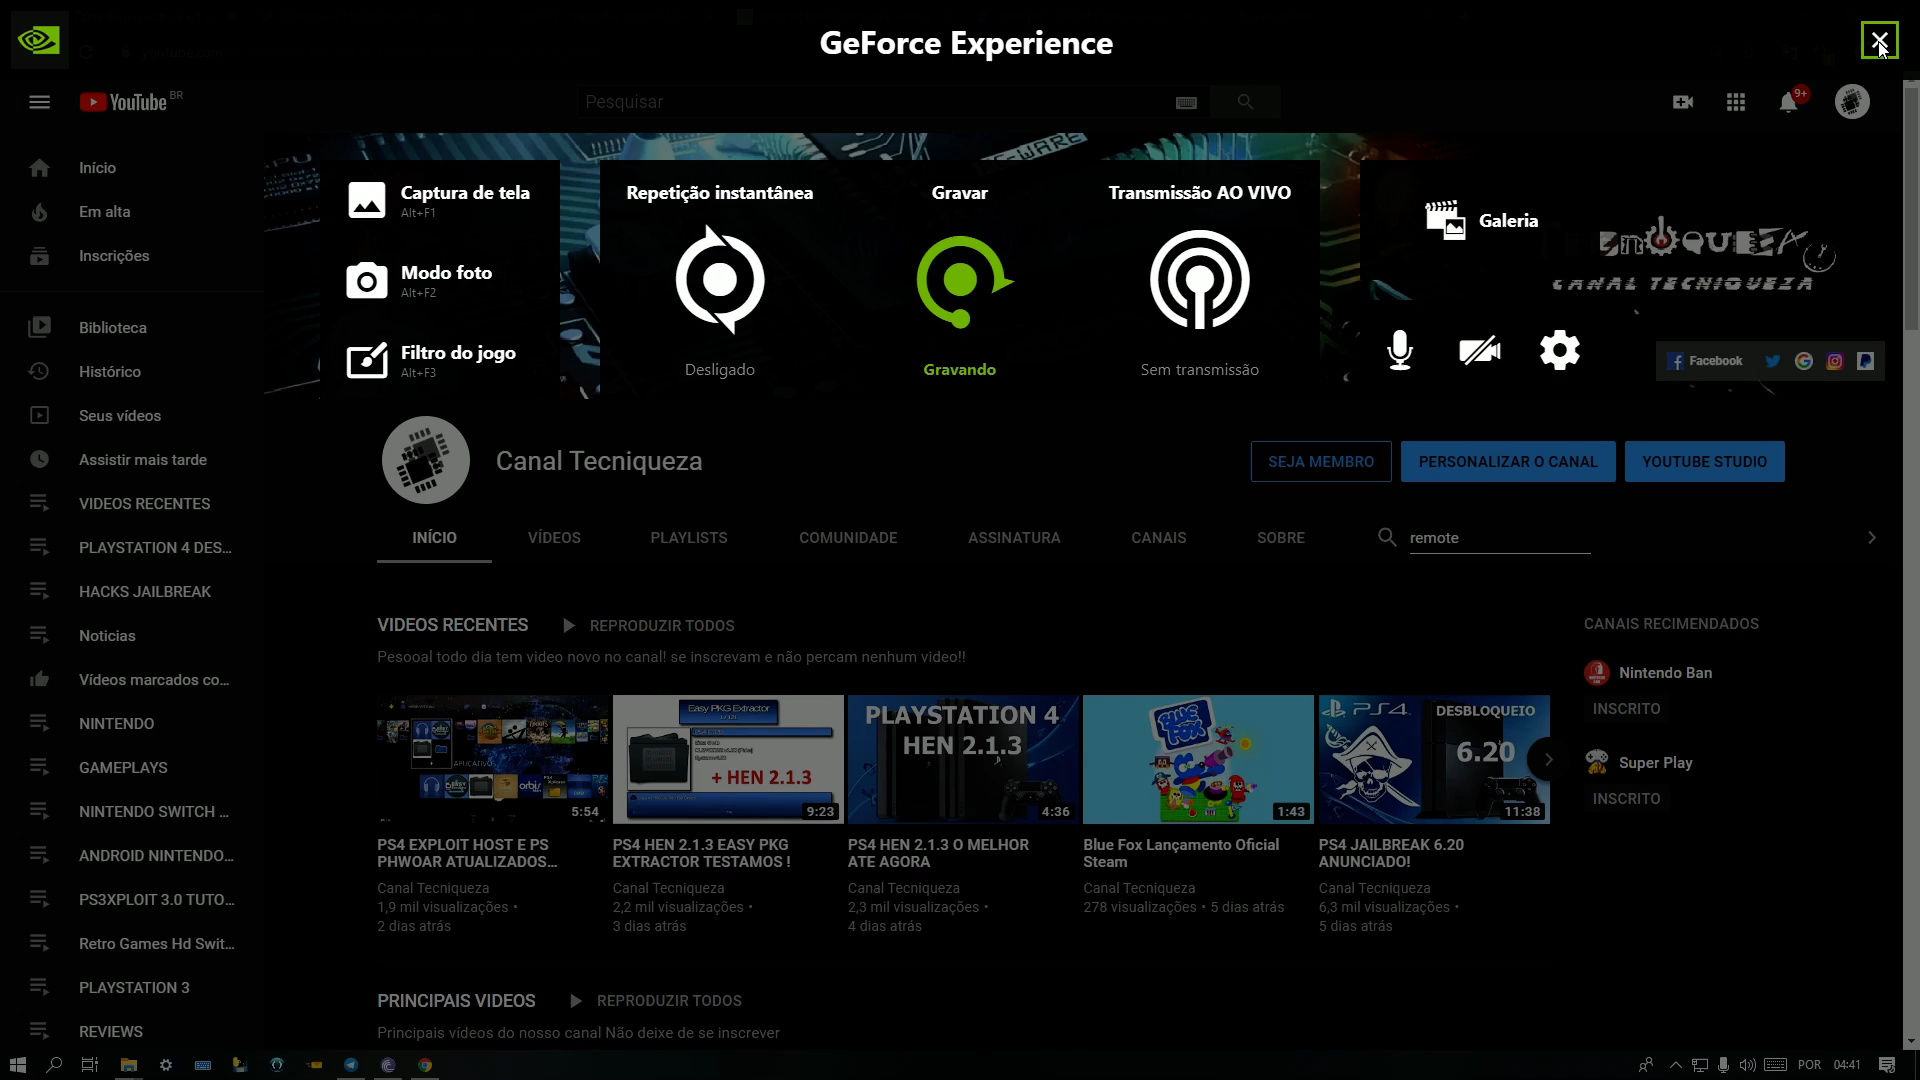 GeForce Experience
YouTube BR
Pesquisar
9+
Início
Em alta
Inscrições
Biblioteca
Histórico
Seus vídeos
Assistir mais tarde
VIDEOS RECENTES
PLAYSTATION 4 DES...
HACKS JAILBREAK
Noticias
Vídeos marcados co...
NINTENDO
GAMEPLAYS
NINTENDO SWITCH ...
ANDROID NINTENDO...
PS3XPLOIT 3.0 TUTO...
Retro Games Hd Swit...
PLAYSTATION 3
REVIEWS
Captura de tela
Alt+F1
Modo foto
Alt+F2
Filtro do jogo
Alt+F3
Repetição instantânea
Desligado
Gravar
Gravando
Transmissão AO VIVO
Sem transmissão
Galeria
CANAL TECNIQUEZA
Facebook
Canal Tecniqueza
SEJA MEMBRO
PERSONALIZAR O CANAL
YOUTUBE STUDIO
INÍCIO
VÍDEOS
PLAYLISTS
COMUNIDADE
ASSINATURA
CANAIS
SOBRE
remote
VIDEOS RECENTES
REPRODUZIR TODOS
Pesooal todo dia tem video novo no canal! se inscrevam e não percam nenhum video!!
5:54
PS4 EXPLOIT HOST E PS
PHWOAR ATUALIZADOS...
Canal Tecniqueza
1,9 mil visualizações •
2 dias atrás
Easy PKG Extractor
+ HEN 2.1.3
9:23
PS4 HEN 2.1.3 EASY PKG
EXTRACTOR TESTAMOS !
Canal Tecniqueza
2,2 mil visualizações •
3 dias atrás
PLAYSTATION 4
HEN 2.1.3
4:36
PS4 HEN 2.1.3 O MELHOR
ATE AGORA
Canal Tecniqueza
2,3 mil visualizações •
4 dias atrás
BLUE FOX
1:43
Blue Fox Lançamento Oficial
Steam
Canal Tecniqueza
278 visualizações • 5 dias atrás
PS4 DESBLOQUEIO
6.20
11:38
PS4 JAILBREAK 6.20
ANUNCIADO!
Canal Tecniqueza
6,3 mil visualizações •
5 dias atrás
CANAIS RECIMENDADOS
Nintendo Ban
INSCRITO
Super Play
INSCRITO
PRINCIPAIS VIDEOS
REPRODUZIR TODOS
Principais vídeos do nosso canal Não deixe de se inscrever
POR
04:41